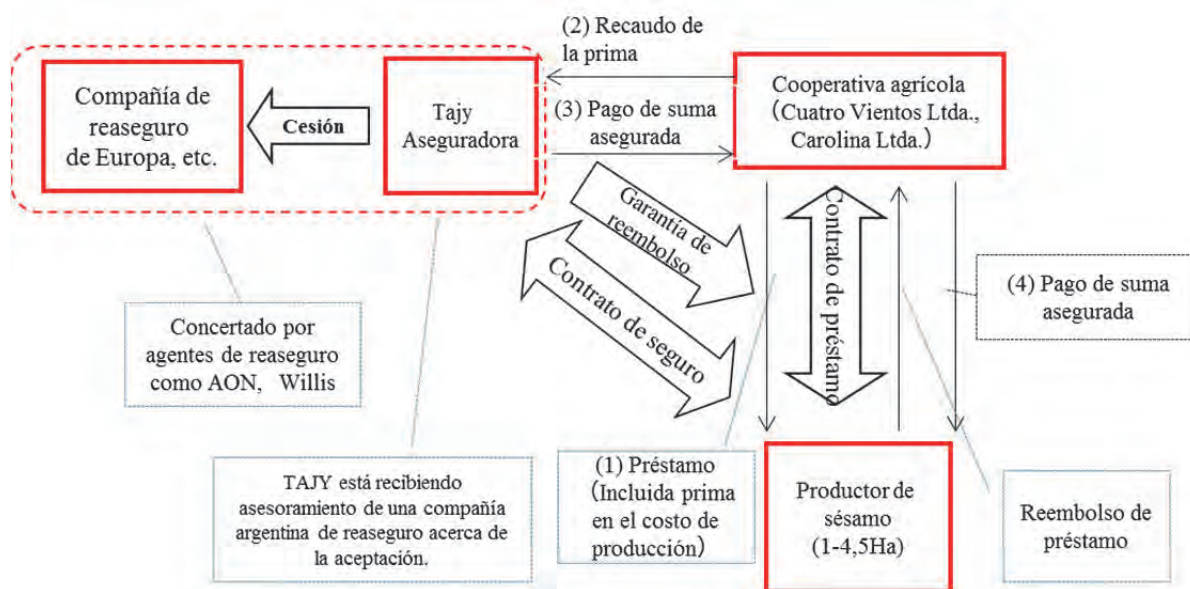 (2) Recaudo de
la prima
Compañía de
reaseguro
de Europa, etc.
Cesión
Tajy
Aseguradora
(3) Pago de suma
asegurada
Cooperativa agrícola
(Cuatro Vientos Ltda.,
Carolina Ltda.)
Garantía de
reembolso
Contrato de seguro
Contrato de préstamo
(4) Pago de suma
asegurada
Concertado por
agentes de reaseguro
como AON, Willis
TAJY está recibiendo
asesoramiento de una compañía
argentina de reaseguro acerca de
la aceptación.
(1) Préstamo
(Incluida prima
en el costo de
producción)
Productor de
sésamo
(1-4,5Ha)
Reembolso de
préstamo